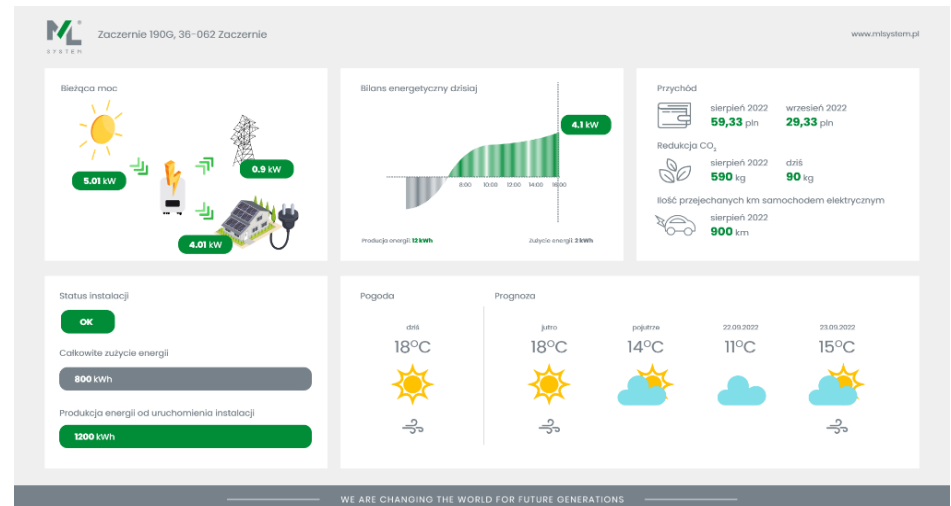 ML®
SYSTEM
Zaczernie 190G, 36-062 Zaczernie
www.mlsystem.pl
Bieżąca moc
5.01 kW
0.9 kW
4.01 kW
Bilans energetyczny dzisiaj
4.1 kW
8:00 10:00 12:00 14:00 16:00
Producja energii: 12 kWh
Zużycie energii: 2 kWh
Przychód
sierpień 2022 wrzesień 2022
59,33 pln 29,33 pln
Redukcja CO₂
sierpień 2022 dziś
590 kg 90 kg
Ilość przejechanych km samochodem elektrycznym
sierpień 2022
900 km
Status instalacji
OK
Całkowite zużycie energii
800 kWh
Produkcja energii od uruchomienia instalacji
1200 kWh
Pogoda
dziś
18°C
Prognoza
jutro pojutrze 22.09.2022 23.09.2022
18°C 14°C 11°C 15°C
WE ARE CHANGING THE WORLD FOR FUTURE GENERATIONS